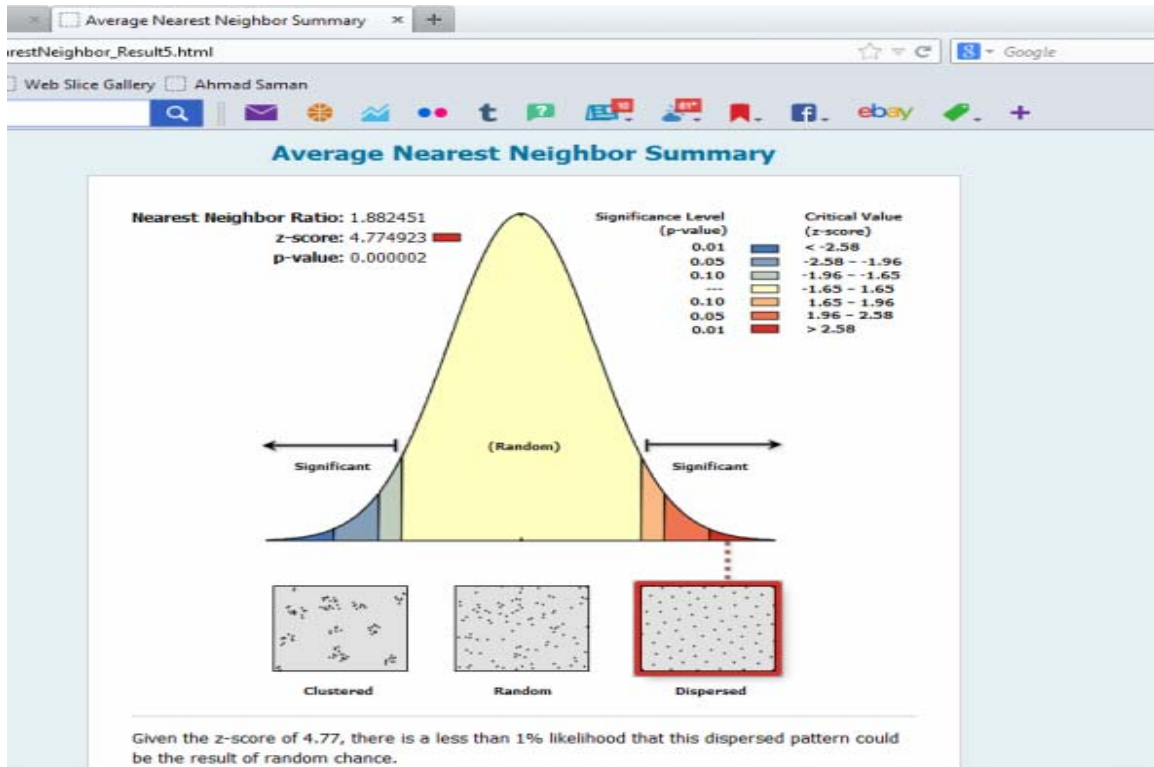 Average Nearest Neighbor Summary × +
restNeighbor_Result5.html
8 Google
Web Slice Gallery Ahmad Saman
t ? 10 ebay +
Average Nearest Neighbor Summary
Nearest Neighbor Ratio: 1.882451
z-score: 4.774923
p-value: 0.000002
Significance Level
(p-value)
Critical Value
(z-score)
0.01 < -2.58
0.05 -2.58 - -1.96
0.10 -1.96 - -1.65
--- -1.65 - 1.65
0.10 1.65 - 1.96
0.05 1.96 - 2.58
0.01 > 2.58
(Random)
Significant
Significant
Clustered
Random
Dispersed
Given the z-score of 4.77, there is a less than 1% likelihood that this dispersed pattern could
be the result of random chance.